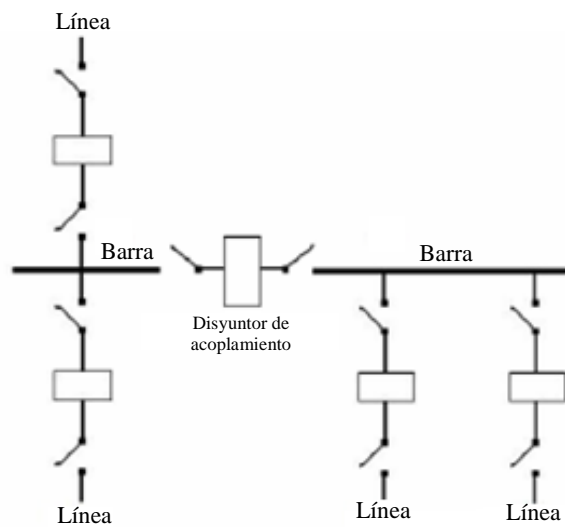 Línea
Barra
Barra
Disyuntor de
acoplamiento
Línea
Línea
Línea